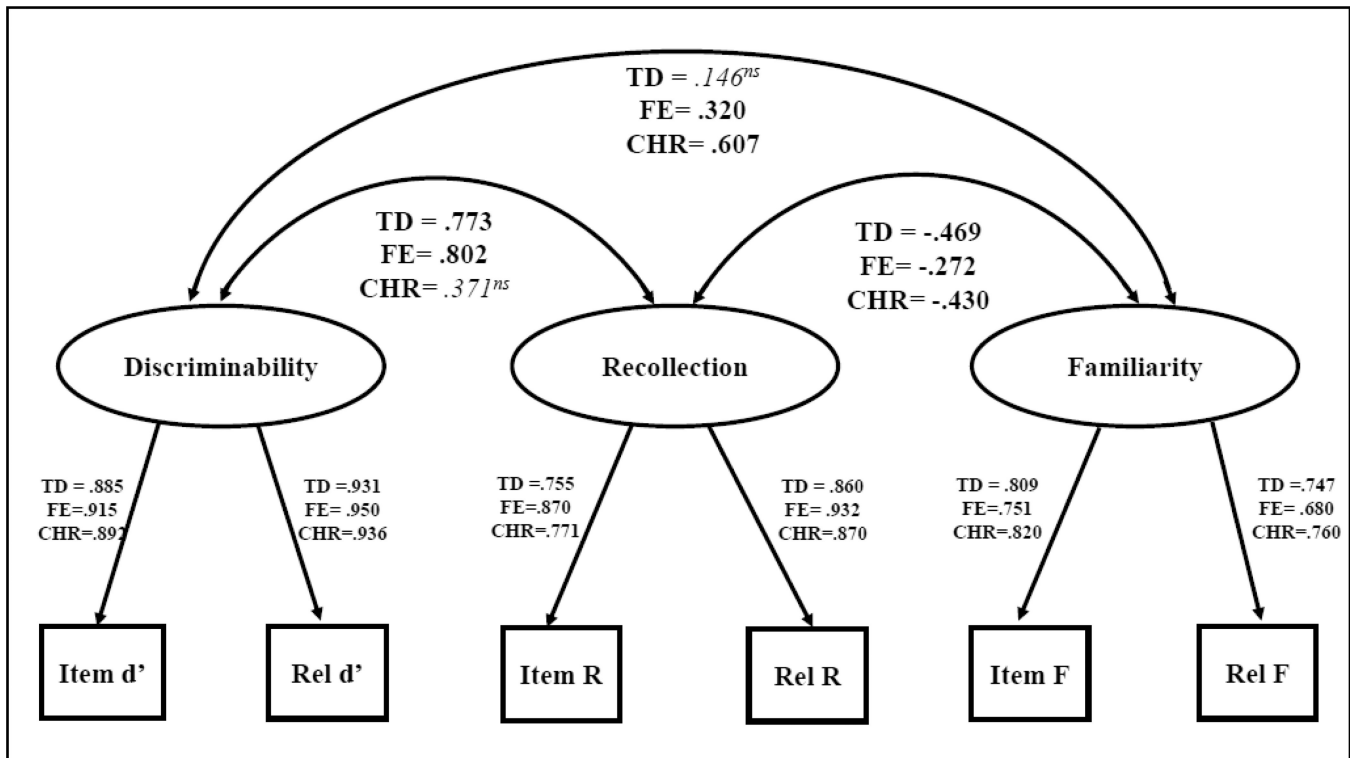 TD = .146ns
FE= .320
CHR= .607
TD = .773
FE= .802
CHR= .371ns
TD = -.469
FE= -.272
CHR= -.430
Discriminability
Recollection
Familiarity
TD = .885
FE=.915
CHR=.892
TD=.931
FE= .950
CHR=.936
TD =.755
FE=.870
CHR=.771
TD = .860
FE= .932
CHR=.870
TD = .809
FE=.751
CHR=.820
TD =.747
FE= .680
CHR=.760
Item d’
Rel d’
Item R
Rel R
Item F
Rel F